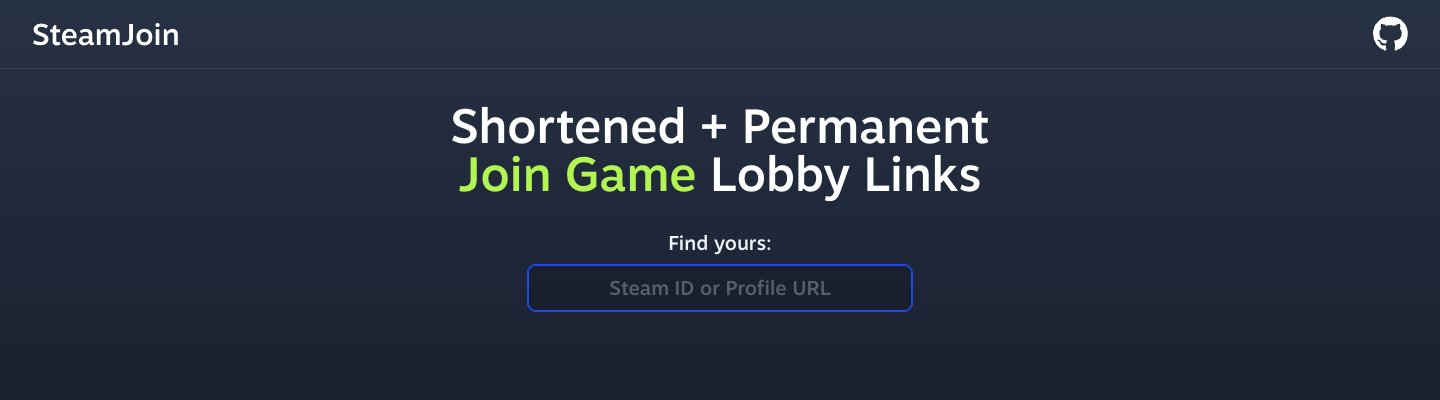 SteamJoin
Shortened + Permanent
Join Game Lobby Links
Find yours:
Steam ID or Profile URL